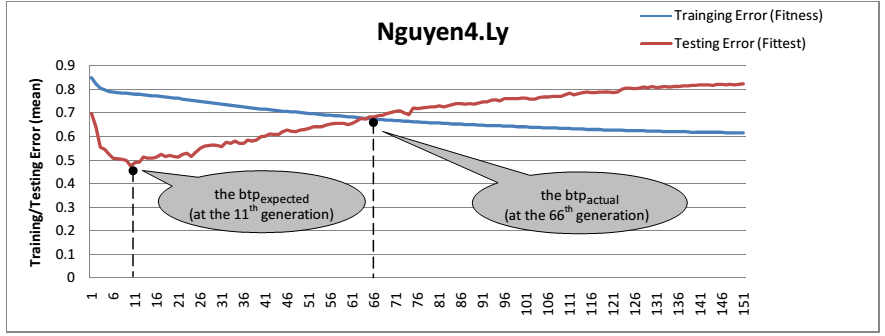 Nguyen4.Ly
Trainging Error (Fitness)
Testing Error (Fittest)
Training/Testing Error (mean)
0.9
0.8
0.7
0.6
0.5
0.4
0.3
0.2
0.1
0
the btpexpected
(at the 11th generation)
the btpactual
(at the 66th generation)
1 6 11 16 21 26 31 36 41 46 51 56 61 66 71 76 81 86 91 96 101 106 111 116 121 126 131 136 141 146 151